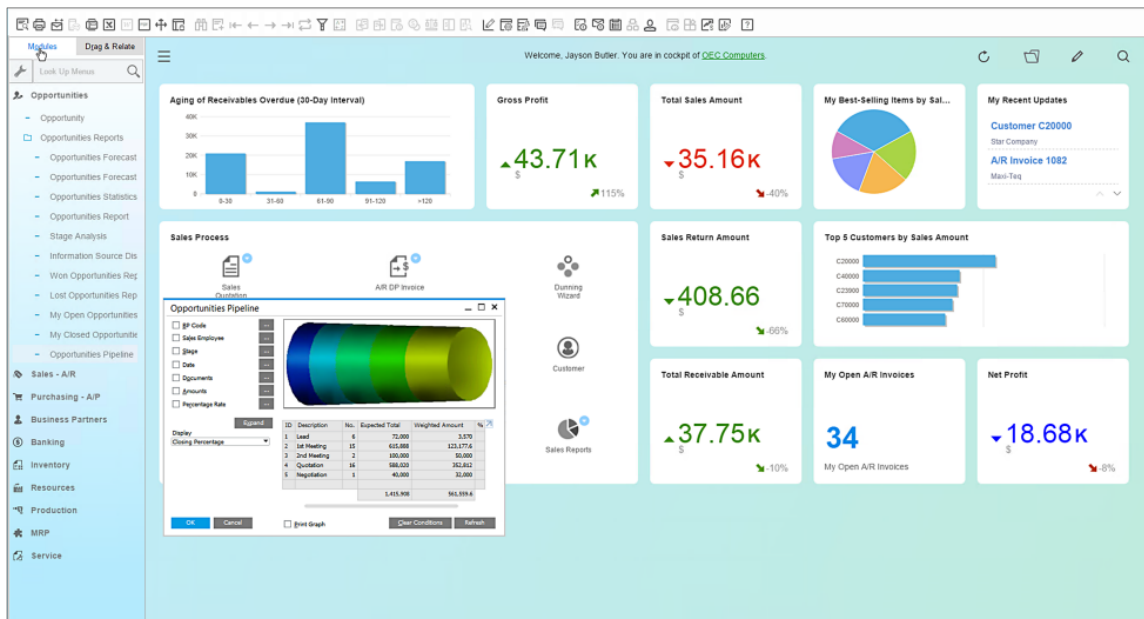 Modules
Drag & Relate
Look Up Menus
Opportunities
Opportunity
Opportunities Reports
Opportunities Forecast
Opportunities Forecast
Opportunities Statistics
Opportunities Report
Stage Analysis
Information Source Dis
Won Opportunities Rep
Lost Opportunities Rep
My Open Opportunities
My Closed Opportunitie
Opportunities Pipeline
Sales - A/R
Purchasing - A/P
Business Partners
Banking
Inventory
Resources
Production
MRP
Service
Welcome, Jayson Butler. You are in cockpit of OEC Computers.
Aging of Receivables Overdue (30-Day Interval)
40K
30K
20K
10K
0
0-30 31-60 61-90 91-120 >120
Gross Profit
43.71K
$
115%
Total Sales Amount
35.16K
$
-40%
My Best-Selling Items by Sal...
My Recent Updates
Customer C20000
Star Company
A/R Invoice 1082
Maxi-Teq
Sales Process
Sales
Quotation
A/R DP Invoice
Dunning
Wizard
Customer
Sales Reports
Sales Return Amount
408.66
$
-66%
Top 5 Customers by Sales Amount
C20000
C40000
C23900
C70000
C60000
Total Receivable Amount
37.75K
$
-10%
My Open A/R Invoices
34
My Open A/R Invoices
Net Profit
18.68K
$
-8%
Opportunities Pipeline
BP Code
Sales Employee
Stage
Date
Documents
Amounts
Percentage Rate
Expand
Display
Closing Percentage
ID Description No. Expected Total Weighted Amount %
1 Lead 6 72,000 3,570
2 1st Meeting 15 615,888 123,177.6
3 2nd Meeting 2 100,000 50,000
4 Quotation 16 588,020 352,812
5 Negotiation 1 40,000 32,000
1,415,908 561,559.6
OK
Cancel
Print Graph
Clear Conditions
Refresh